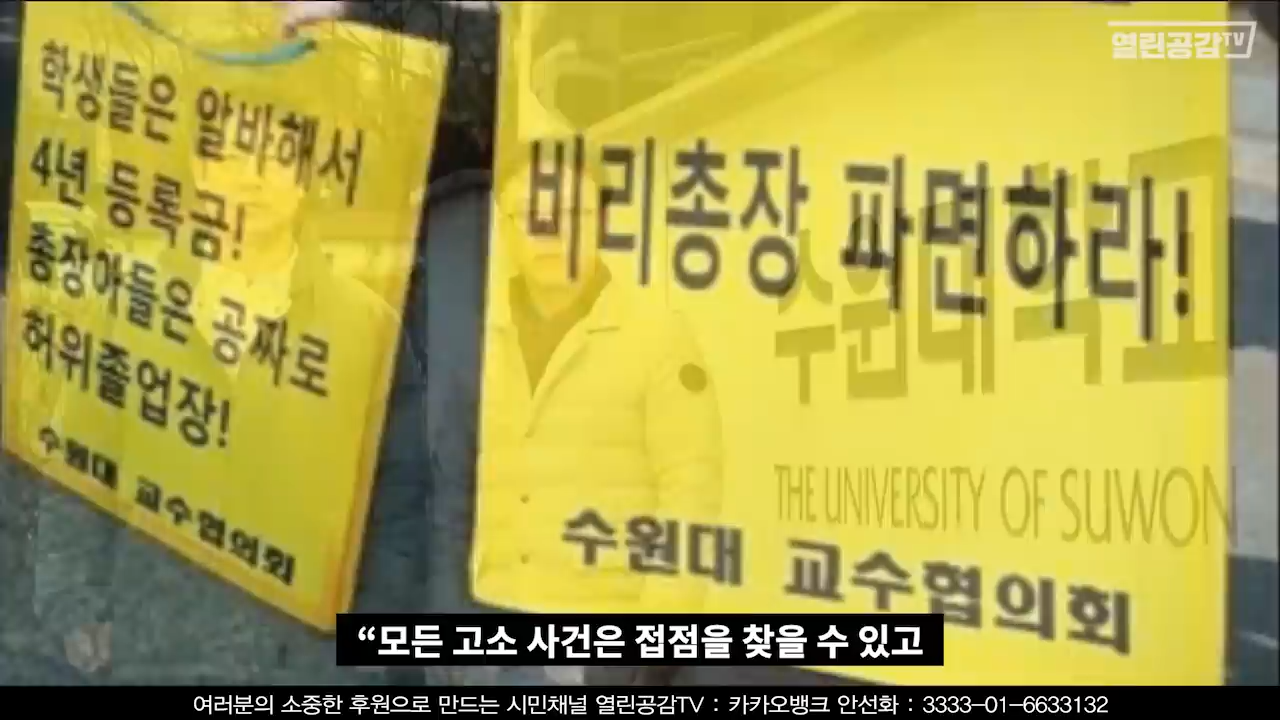 열린공감TV
학생들은 알바해서
4년 등록금!
총장아들은 공짜로
허위졸업장!
수원대 교수협의회
비리총장 파면하라!
수원대학교
THE UNIVERSITY OF SUWON
수원대 교수협의회
“모든 고소 사건은 접점을 찾을 수 있고
여러분의 소중한 후원으로 만드는 시민채널 열린공감TV : 카카오뱅크 안선화 : 3333-01-6633132